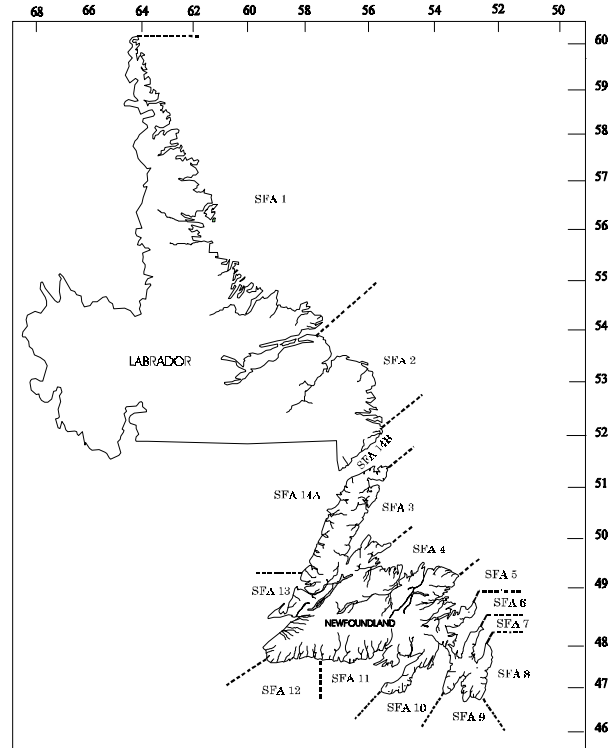 68 66 64 62 60 58 56 54 52 50
60
59
58
57
SFA 1
56
55
54
LABRADOR
SFA 2
53
52
SFA 14B
SFA 14A
51
SFA 3
50
SFA 4
SFA 5
SFA 13
49
SFA 6
NEWFOUNDLAND
SFA 7
48
SFA 11
SFA 8
SFA 12
47
SFA 10
SFA 9
46